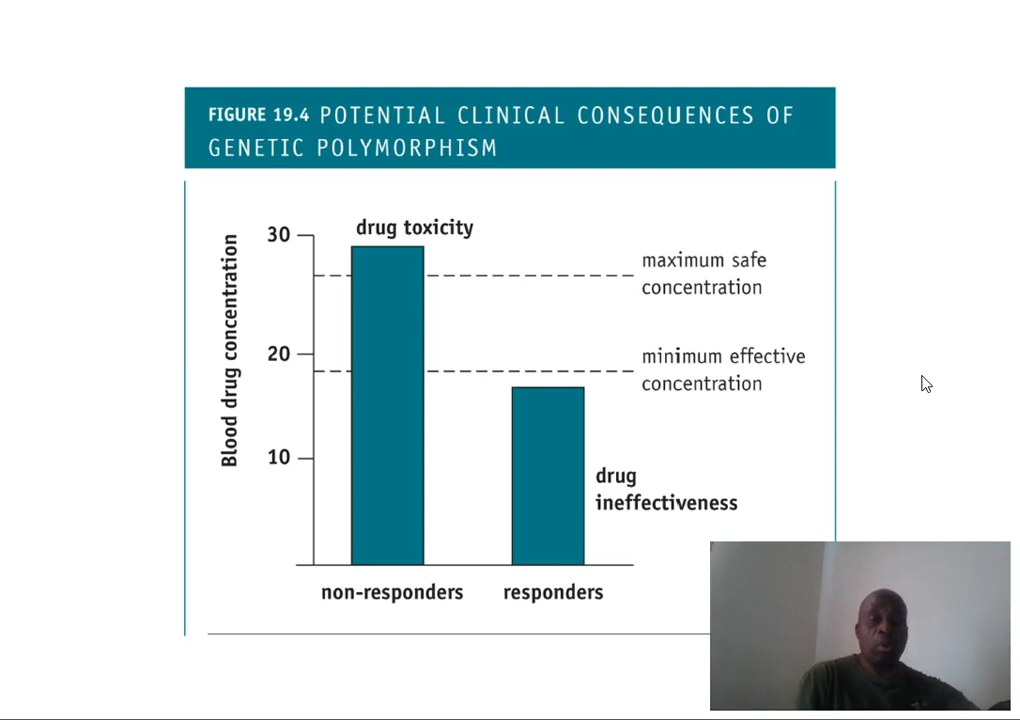 FIGURE 19.4 POTENTIAL CLINICAL CONSEQUENCES OF
GENETIC POLYMORPHISM
Blood drug concentration
30
20
10
drug toxicity
maximum safe
concentration
minimum effective
concentration
drug
ineffectiveness
non-responders
responders